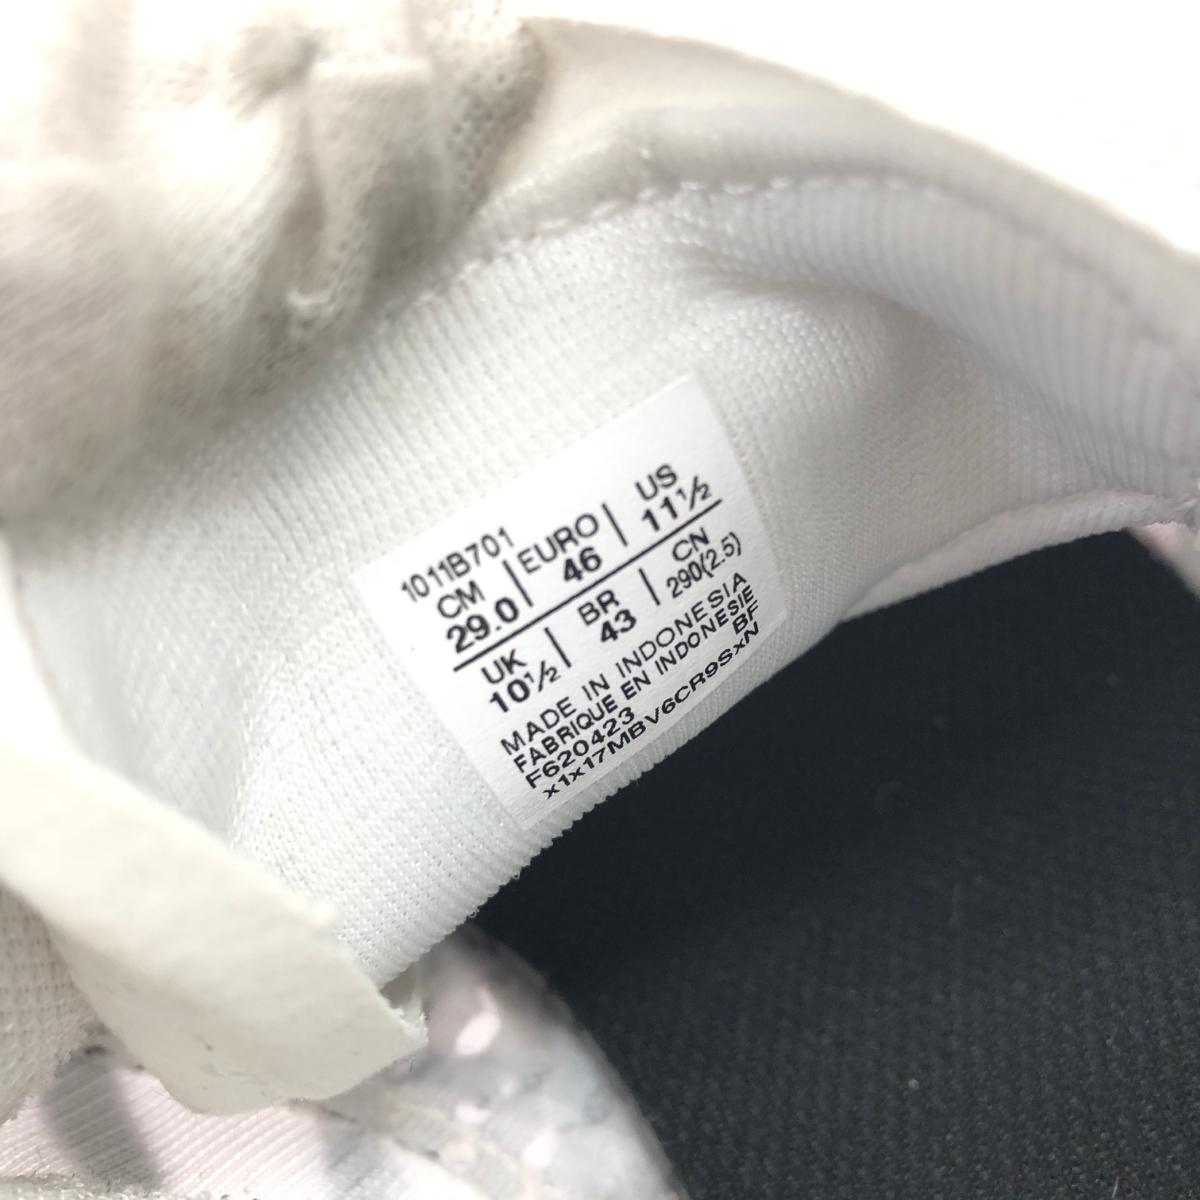 1011B701
CM | EURO | US
29.0 | 46 | 11½
UK | BR | CN
10½ | 43 | 290(2.5)
MADE IN INDONESIA
FABRIQUE EN INDONESIE
F620423 BF
x1x17MBV6CR9SxN